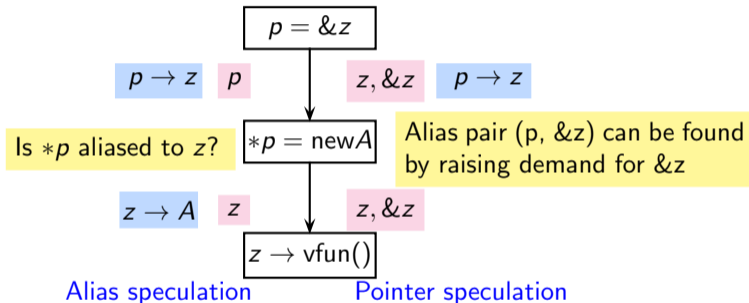 p = &z
p → z p z, &z p → z
Is *p aliased to z? *p = newA Alias pair (p, &z) can be found
by raising demand for &z
z → A z z, &z
z → vfun()
Alias speculation Pointer speculation